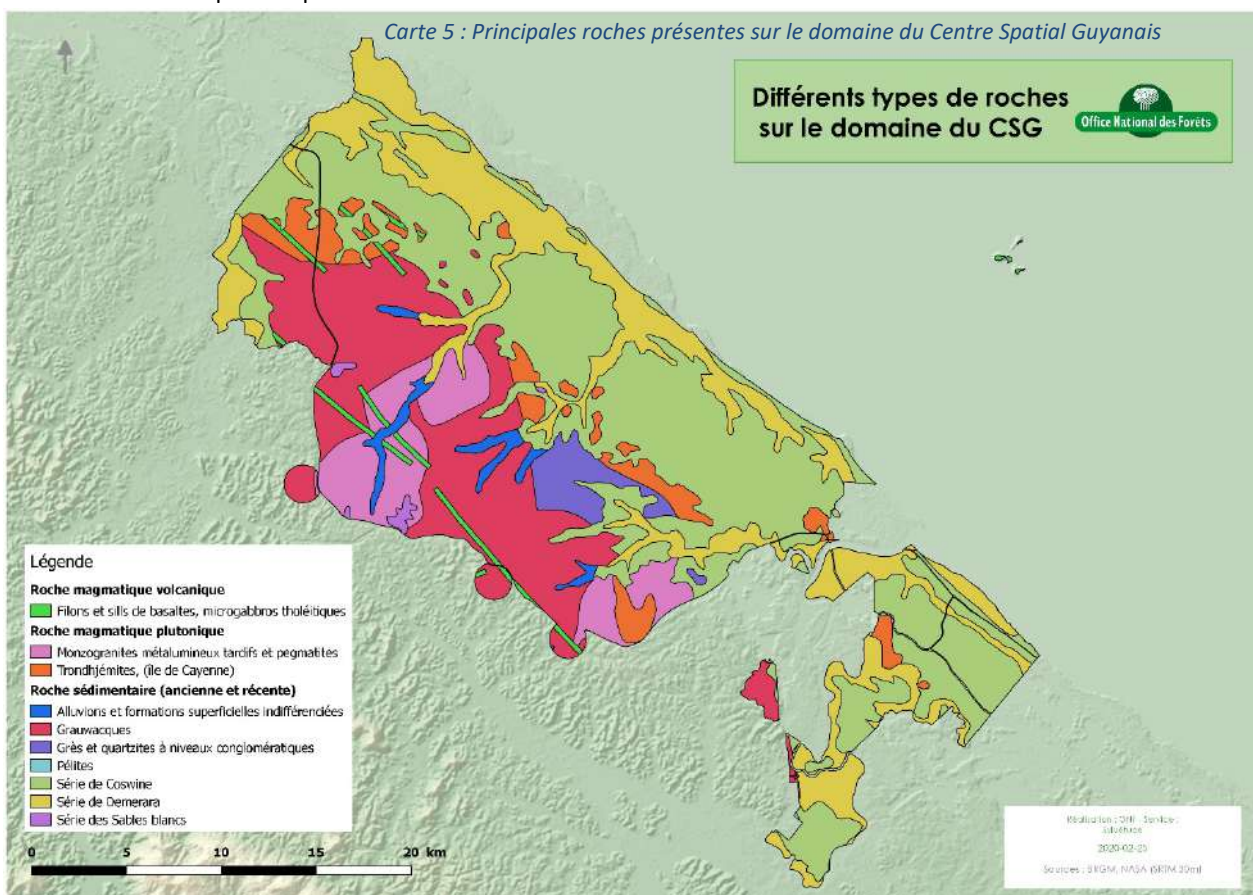 Carte 5 : Principales roches présentes sur le domaine du Centre Spatial Guyanais
Différents types de roches
sur le domaine du CSG
Office National des Forêts
Légende
Roche magmatique volcanique
Filons et sills de basaltes, microgabbros tholéitiques
Roche magmatique plutonique
Monzogranites métalumineux tardifs et pegmatites
Trondhjémites, (île de Cayenne)
Roche sédimentaire (ancienne et récente)
Alluvions et formations superficielles indifférenciées
Grauwacques
Grès et quartzites à niveaux conglomératiques
Pélites
Série de Coswine
Série de Demerara
Série des Sables blancs
0 5 10 15 20 km
Réalisation : ONF - Service :
2020-02-25
Sources : BRGM, NASA (SRTM 30m)